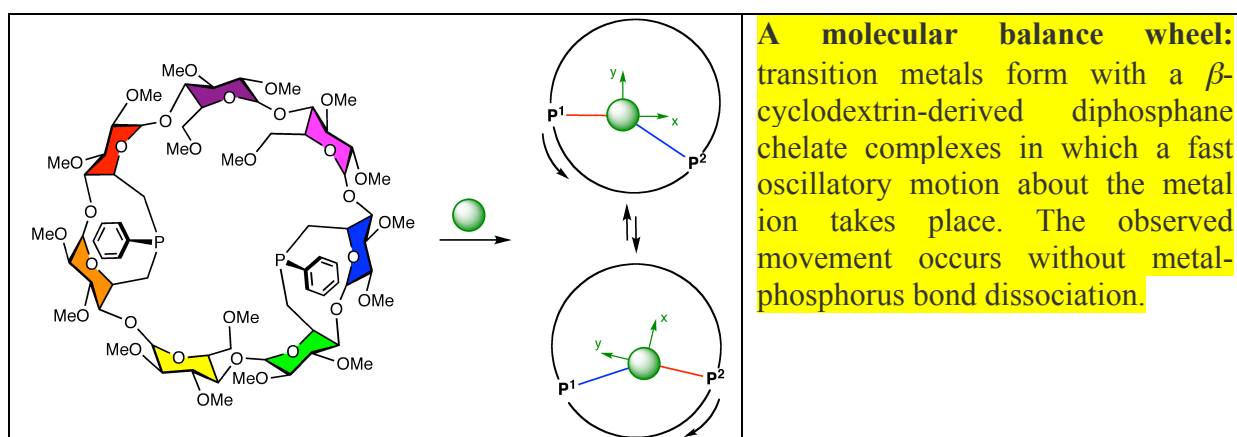 MeO
OMe
OMe
O
O
O
OMe
OMe
MeO
MeO
O
O
OMe
OMe
O
O
MeO
P
OMe
P
O
O
O
MeO
OMe
OMe
O
O
O
MeO
O
O
MeO
OMe
OMe
OMe
y
x
P1
P2
x
y
P1
P2
A molecular balance wheel:
transition metals form with a β-
cyclodextrin-derived diphosphane
chelate complexes in which a fast
oscillatory motion about the metal
ion takes place. The observed
movement occurs without metal-
phosphorus bond dissociation.